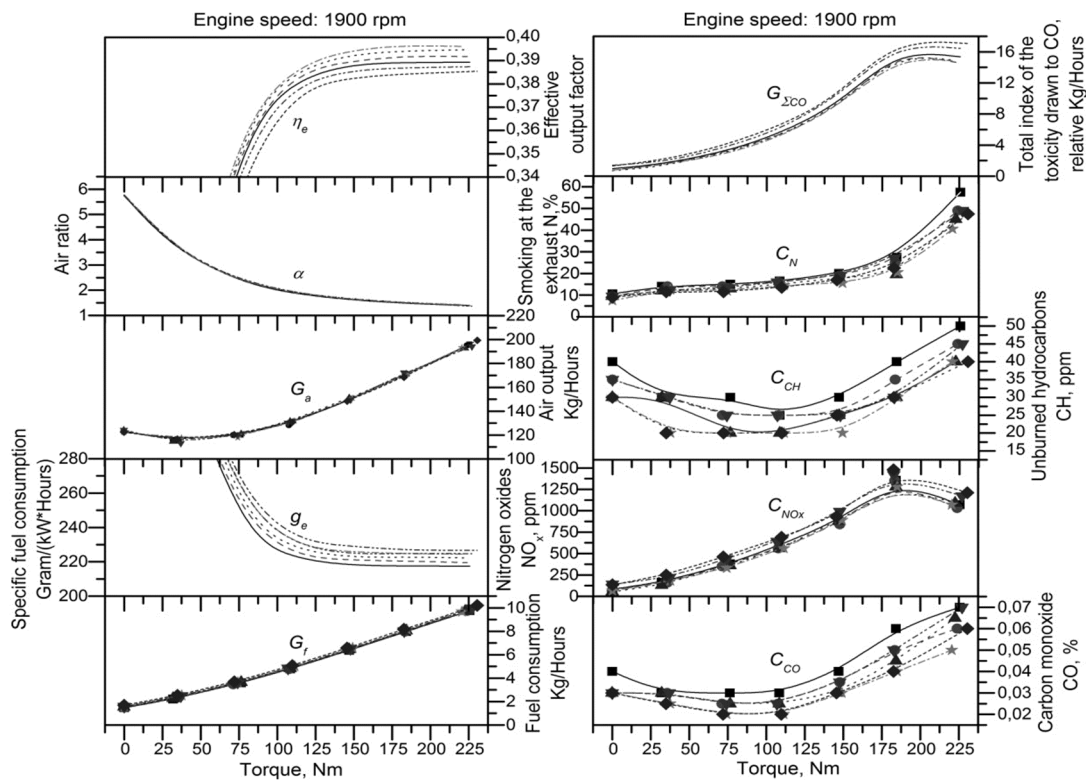 Engine speed: 1900 rpm
0,40
0,39
0,38
0,37
0,36
0,35
0,34
Effective
output factor
ηe
Air ratio
6
5
4
3
2
1
α
220
200
170
150
120
100
Air output
Kg/Hours
Ga
Specific fuel consumption
Gram/(kW*Hours)
280
260
240
220
200
ge
10
8
6
4
2
0
Fuel consumption
Kg/Hours
Gf
0 25 50 75 100 125 150 175 200 225
Torque, Nm
Engine speed: 1900 rpm
16
12
8
4
0
Total index of the
toxicity drawn to CO,
relative Kg/Hours
GΣCO
Smoking at the
exhaust N,%
60
50
40
30
20
10
0
CN
50
45
40
35
30
25
20
15
Unburned hydrocarbons
CH, ppm
CCH
Nitrogen oxides
NOx, ppm
1250
1000
750
500
250
0
CNOx
0,07
0,06
0,05
0,04
0,03
0,02
Carbon monoxide
CO, %
CCO
0 25 50 75 100 125 150 175 200 225
Torque, Nm